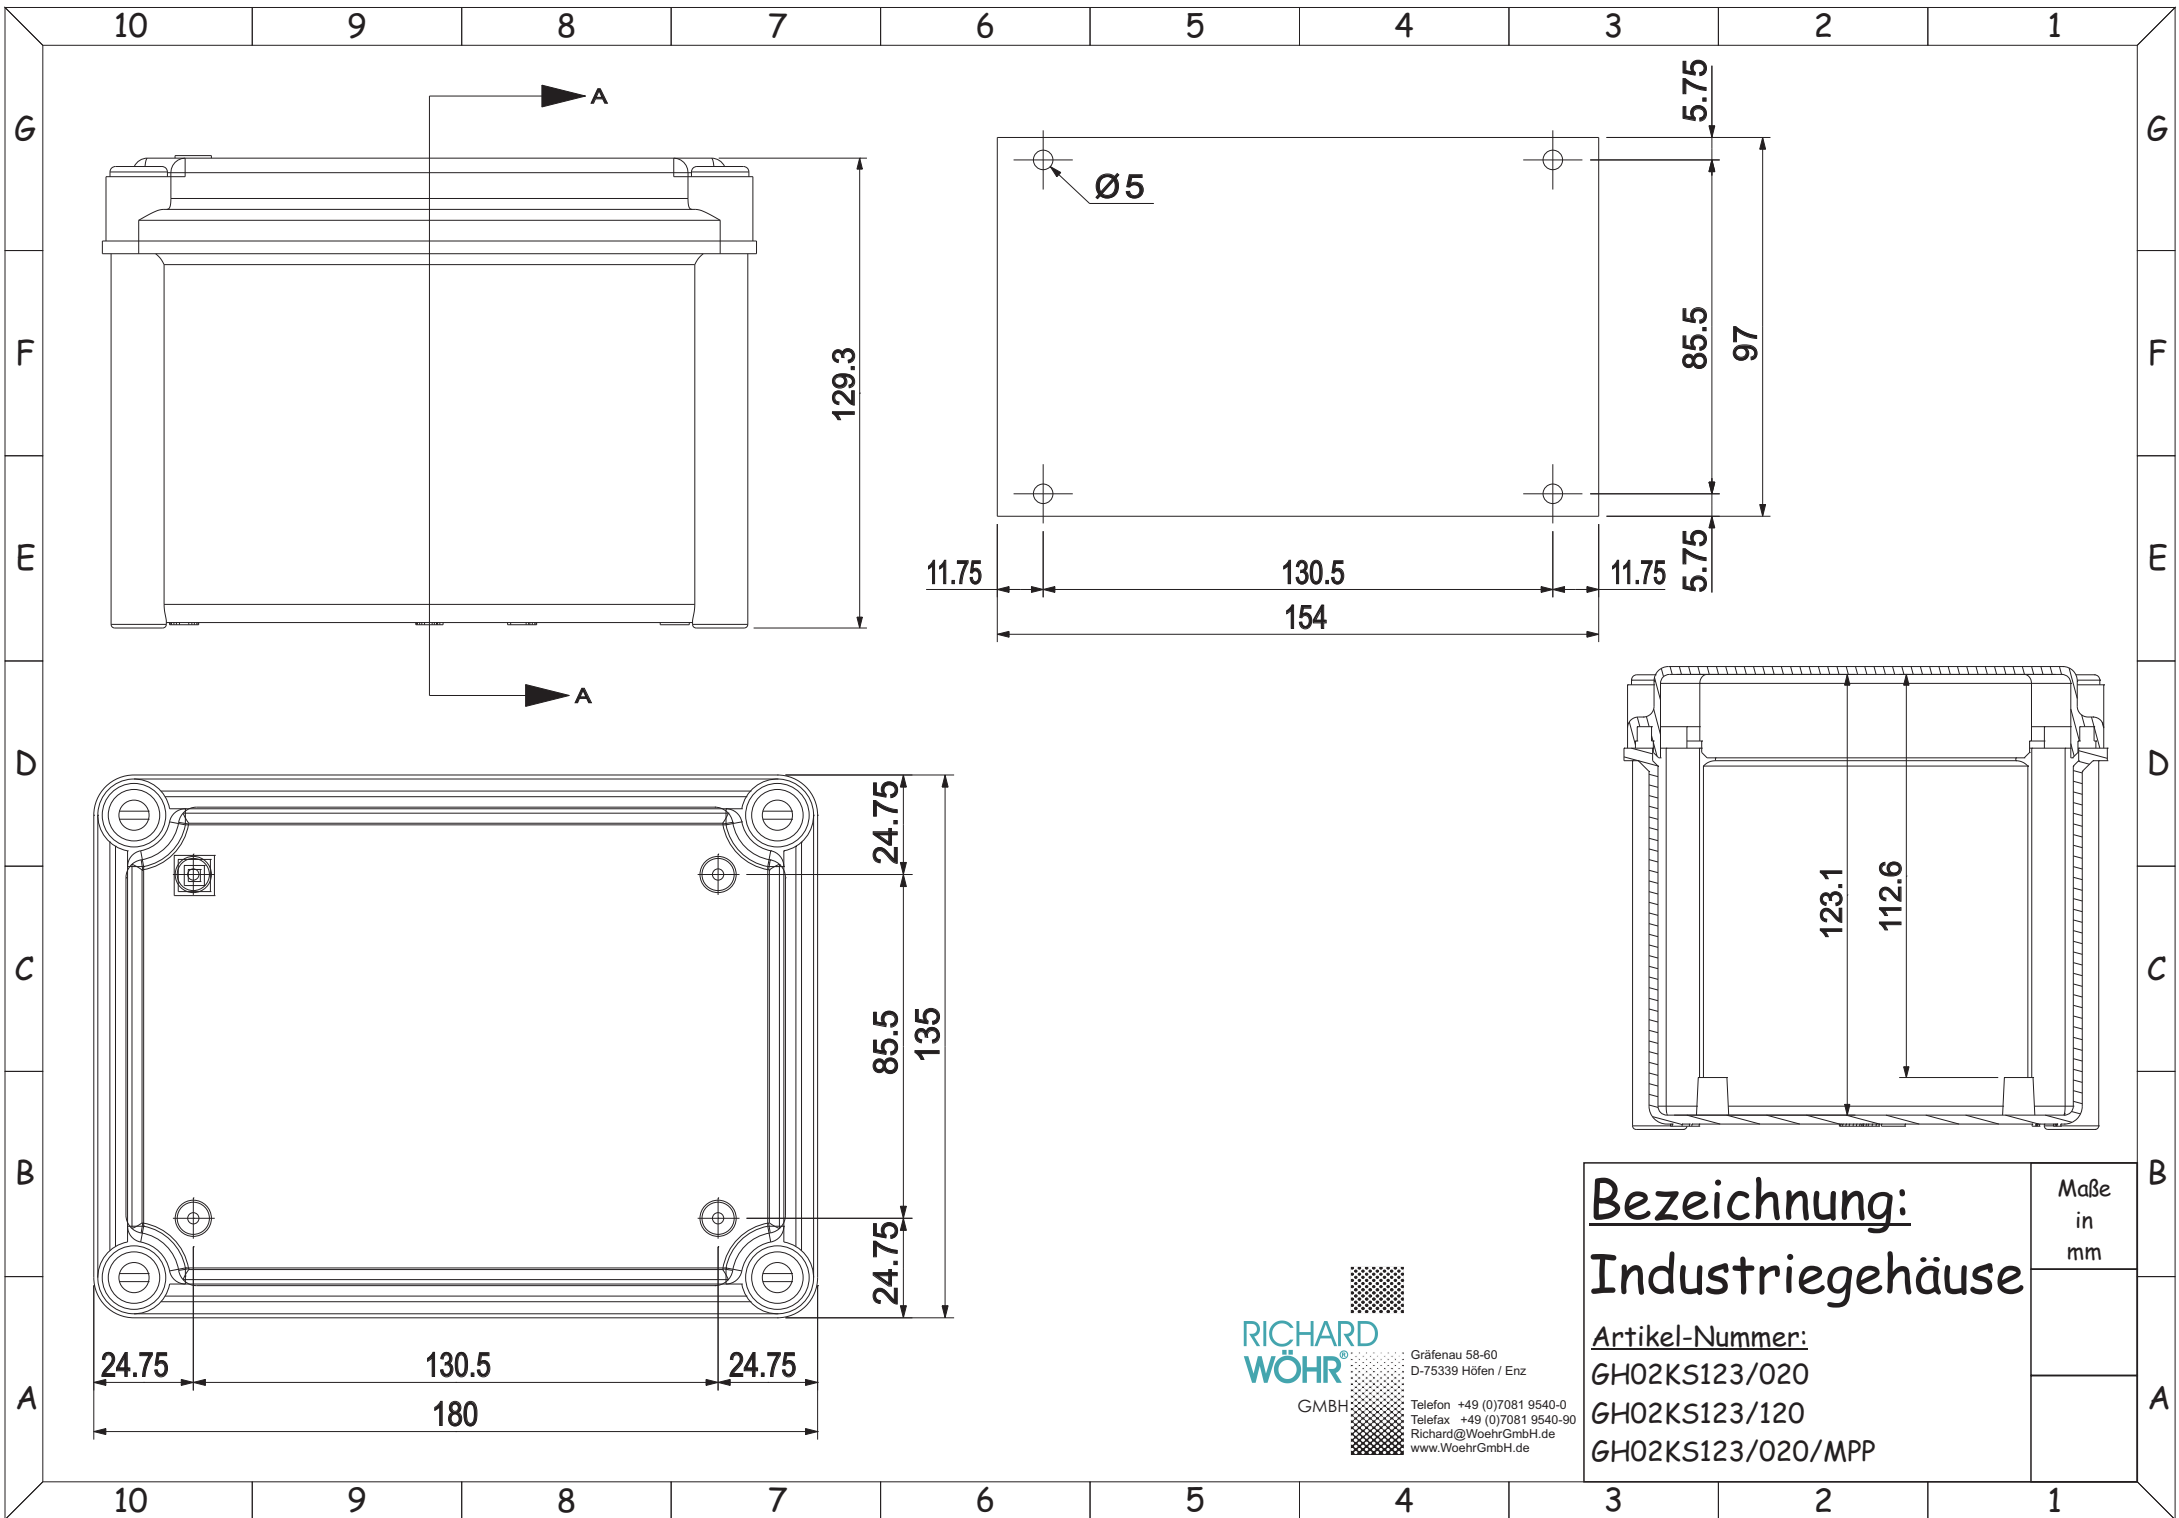 10 9 8 7 6 5 4 3 2 1
G G
F F
E E
D D
C C
B B
A A
A
A
129.3
Ø5
5.75
85.5
97
5.75
11.75 130.5 11.75
154
24.75
85.5
135
24.75
24.75 130.5 24.75
180
123.1
112.6
RICHARD
WÖHR®
GMBH
Gräfenau 58-60
D-75339 Höfen / Enz
Telefon +49 (0)7081 9540-0
Telefax +49 (0)7081 9540-90
Richard@WoehrGmbH.de
www.WoehrGmbH.de
Bezeichnung:
Industriegehäuse
Artikel-Nummer:
GH02KS123/020
GH02KS123/120
GH02KS123/020/MPP
Maße
in
mm
10 9 8 7 6 5 4 3 2 1